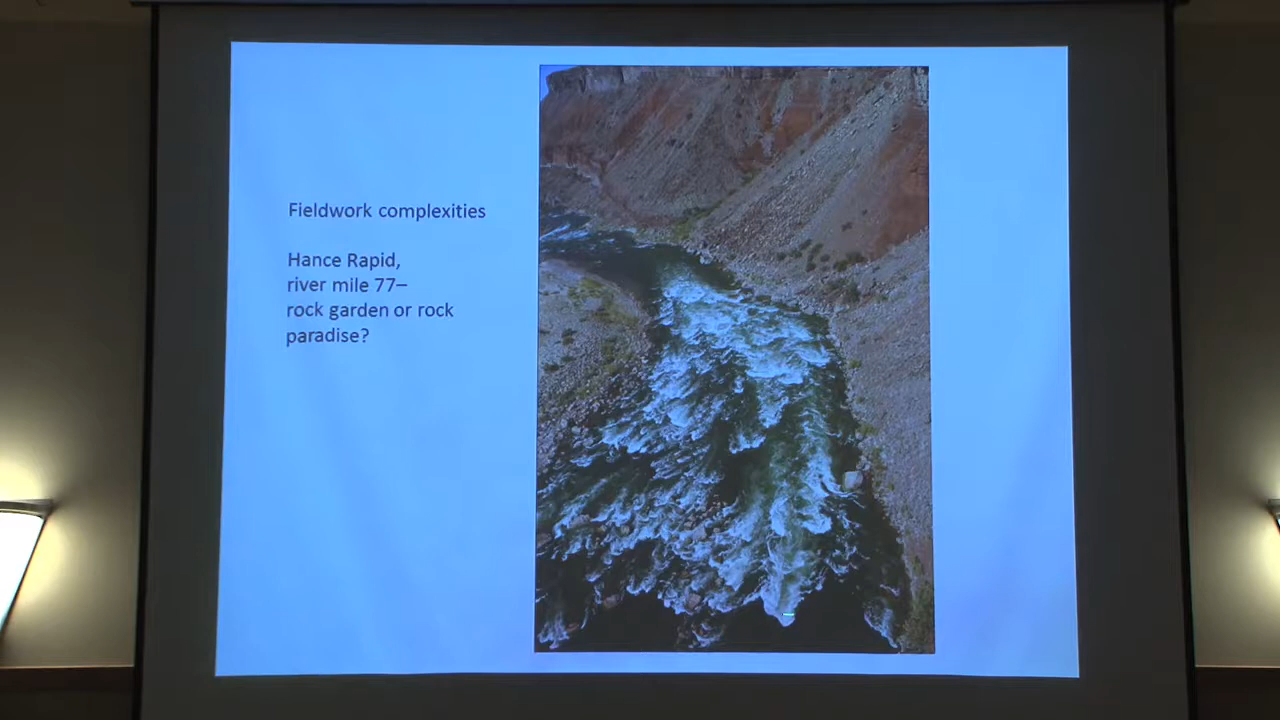 Fieldwork complexities
Hance Rapid,
river mile 77–
rock garden or rock
paradise?